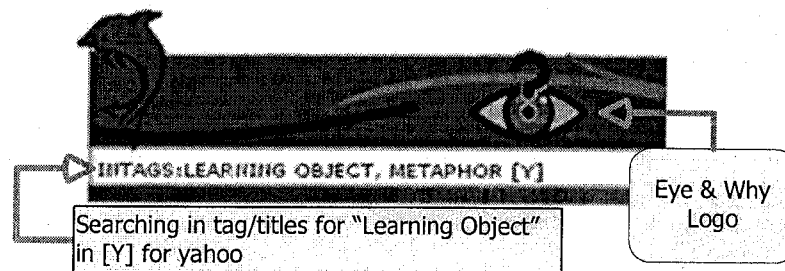 ?
INTAGS:LEARNING OBJECT, METAPHOR [Y]
Eye & Why
Logo
Searching in tag/titles for “Learning Object”
in [Y] for yahoo